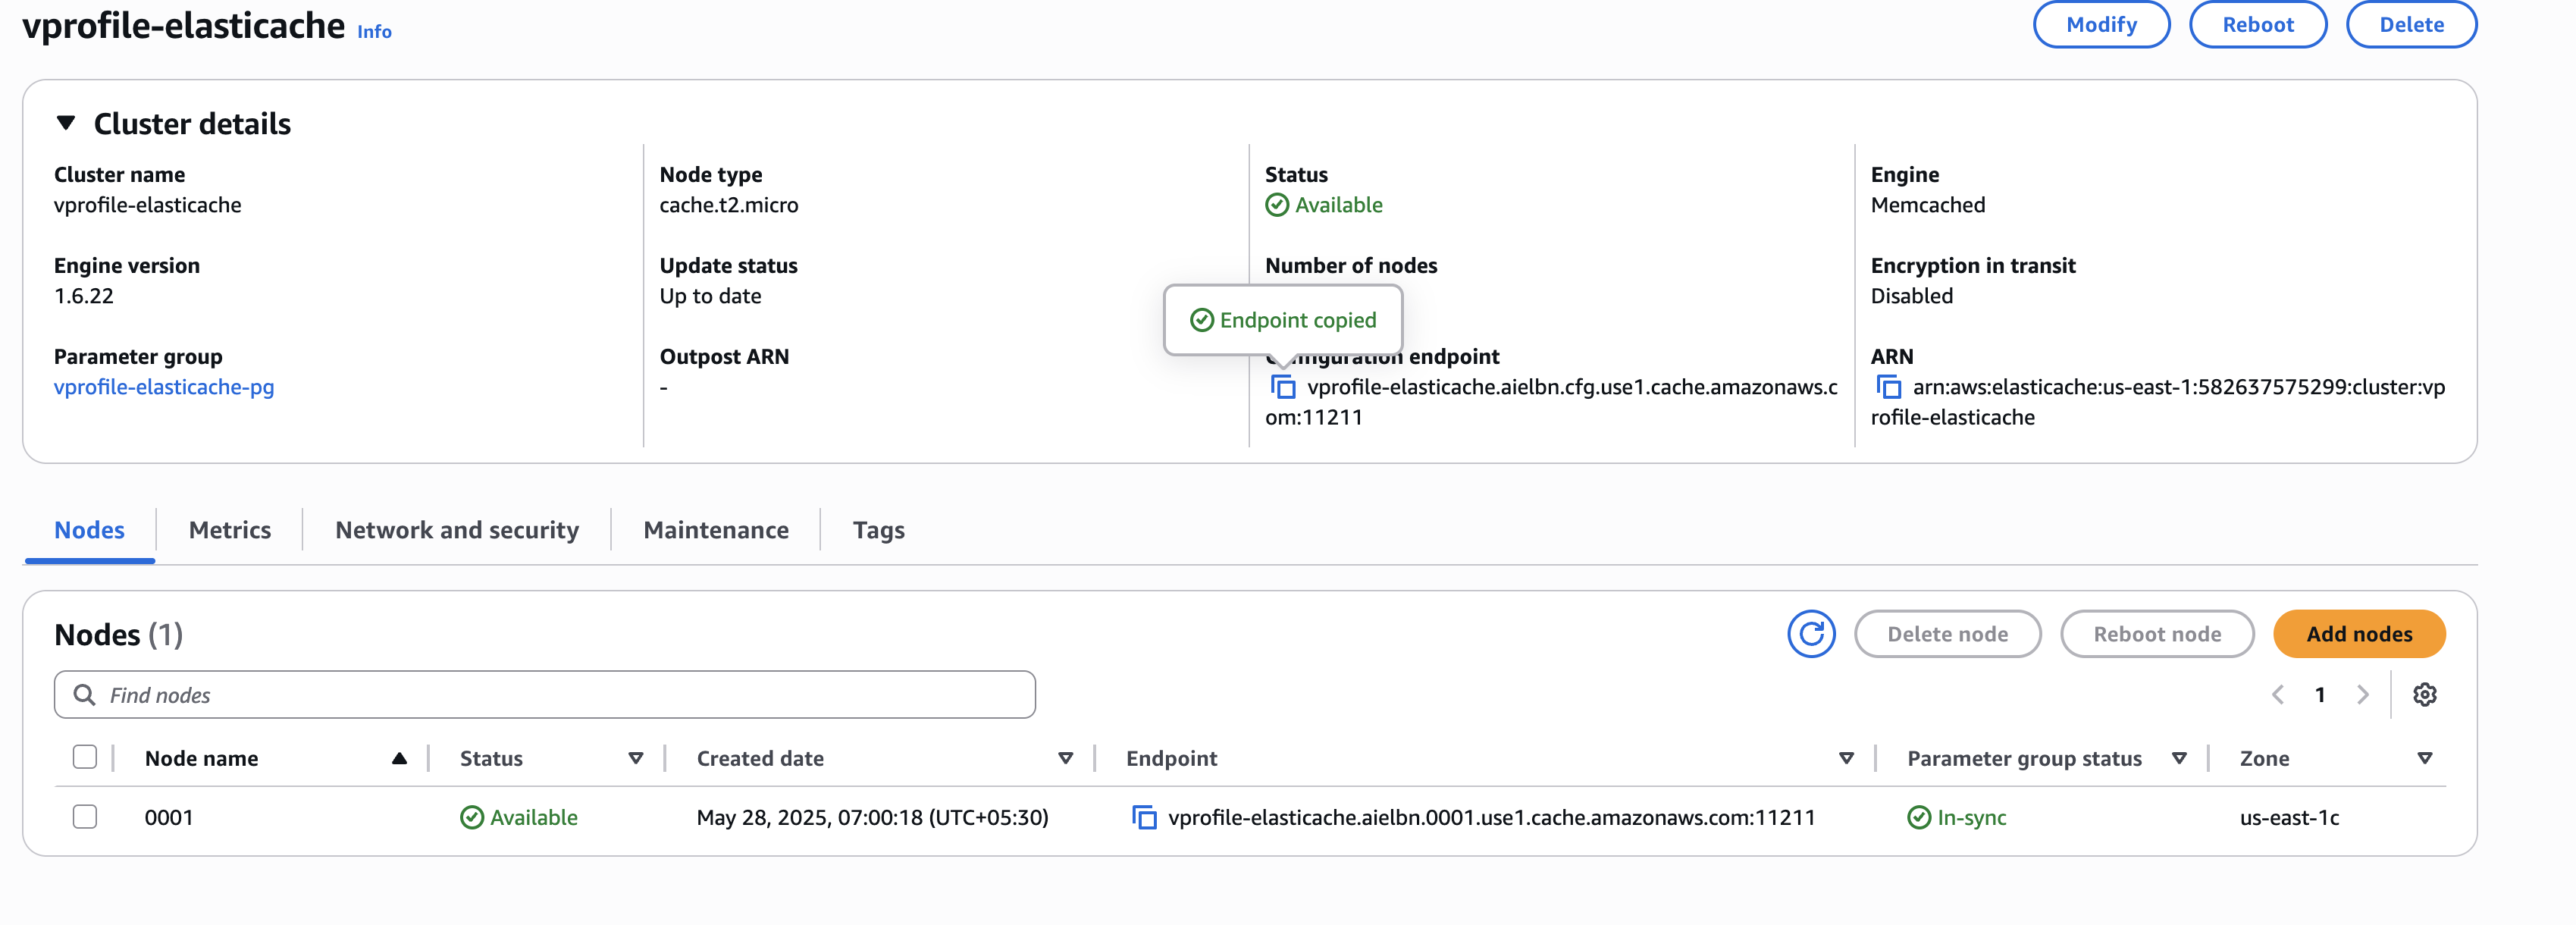 vprofile-elasticache Info
Modify
Reboot
Delete
Cluster details
Cluster name
vprofile-elasticache
Node type
cache.t2.micro
Status
Available
Engine
Memcached
Engine version
1.6.22
Update status
Up to date
Number of nodes
Encryption in transit
Disabled
Endpoint copied
Parameter group
vprofile-elasticache-pg
Outpost ARN
-
Configuration endpoint
vprofile-elasticache.aielbn.cfg.use1.cache.amazonaws.c
om:11211
ARN
arn:aws:elasticache:us-east-1:582637575299:cluster:vp
rofile-elasticache
Nodes
Metrics
Network and security
Maintenance
Tags
Nodes (1)
Delete node
Reboot node
Add nodes
Find nodes
1
Node name
Status
Created date
Endpoint
Parameter group status
Zone
0001
Available
May 28, 2025, 07:00:18 (UTC+05:30)
vprofile-elasticache.aielbn.0001.use1.cache.amazonaws.com:11211
In-sync
us-east-1c